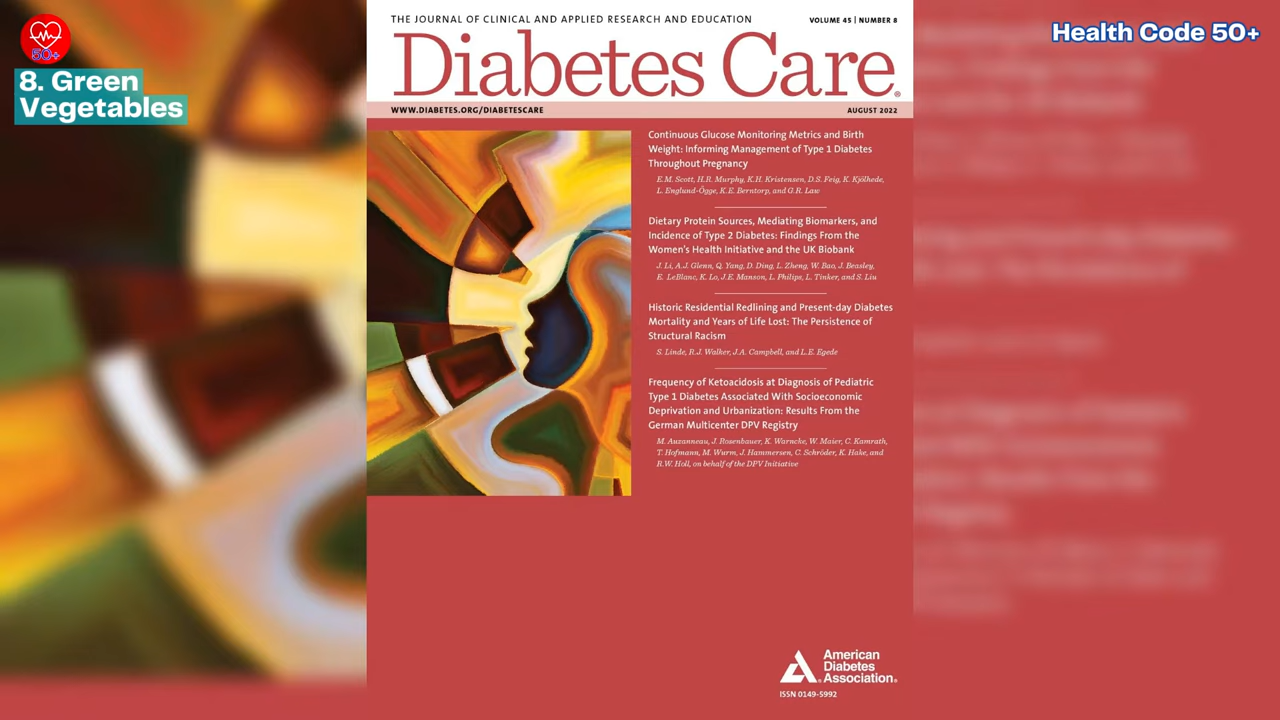 50+
8. Green
Vegetables
Health Code 50+
THE JOURNAL OF CLINICAL AND APPLIED RESEARCH AND EDUCATION
VOLUME 45 | NUMBER 8
Diabetes Care®
WWW.DIABETES.ORG/DIABETESCARE
AUGUST 2022
Continuous Glucose Monitoring Metrics and Birth
Weight: Informing Management of Type 1 Diabetes
Throughout Pregnancy
E.M. Scott, H.R. Murphy, K.H. Kristensen, D.S. Feig, K. Kjölhede,
L. Englund-Ögge, K.E. Berntorp, and G.R. Law
Dietary Protein Sources, Mediating Biomarkers, and
Incidence of Type 2 Diabetes: Findings From the
Women's Health Initiative and the UK Biobank
J. Li, A.J. Glenn, Q. Yang, D. Ding, L. Zheng, W. Bao, J. Beasley,
E. LeBlanc, K. Lo, J.E. Manson, L. Philips, L. Tinker, and S. Liu
Historic Residential Redlining and Present-day Diabetes
Mortality and Years of Life Lost: The Persistence of
Structural Racism
S. Linde, R.J. Walker, J.A. Campbell, and L.E. Egede
Frequency of Ketoacidosis at Diagnosis of Pediatric
Type 1 Diabetes Associated With Socioeconomic
Deprivation and Urbanization: Results From the
German Multicenter DPV Registry
M. Auzanneau, J. Rosenbauer, K. Warncke, W. Maier, C. Kamrath,
T. Hofmann, M. Wurm, J. Hammersen, C. Schröder, K. Hake, and
R.W. Holl, on behalf of the DPV Initiative
American
Diabetes
Association®
ISSN 0149-5992